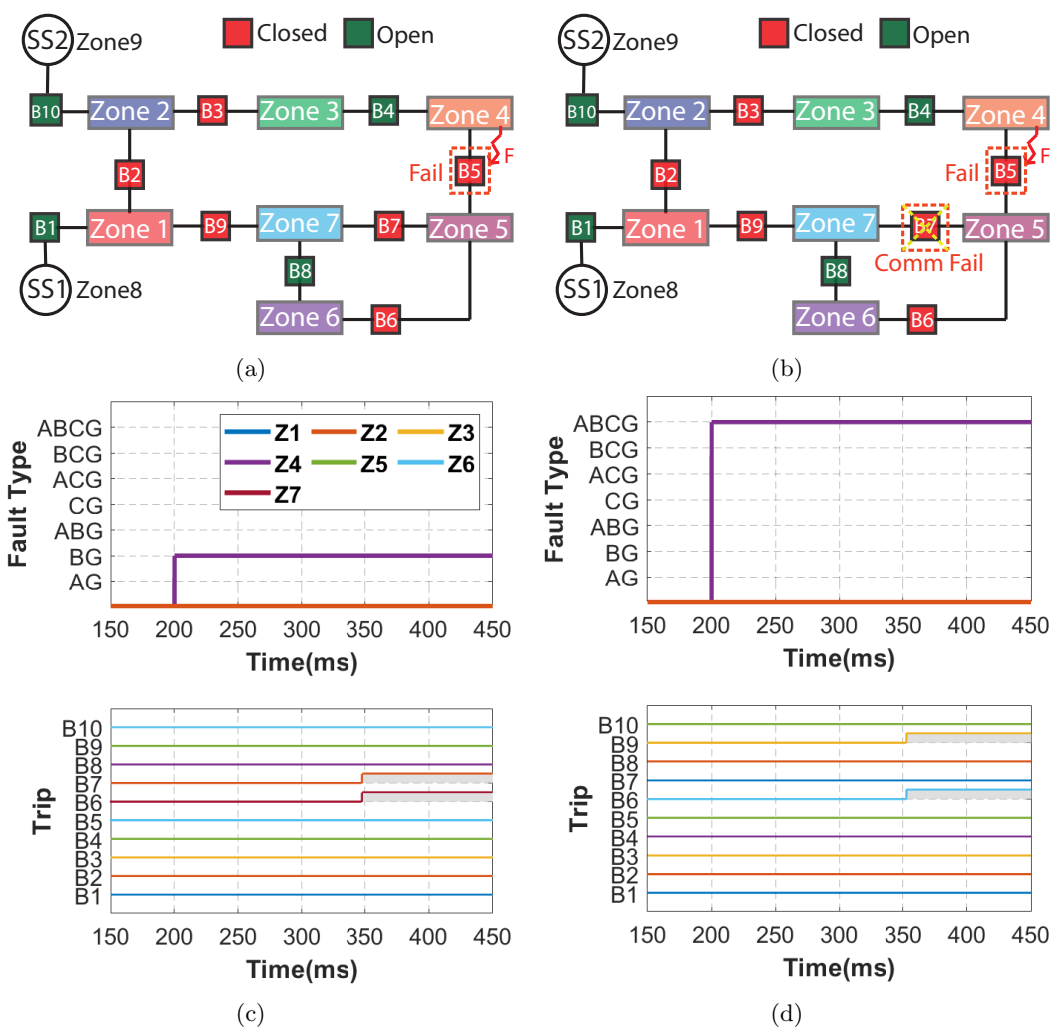 SS2 Zone9 Closed Open
B10 Zone 2 B3 Zone 3 B4 Zone 4
F
Fail B5
B2
B1 Zone 1 B9 Zone 7 B7 Zone 5
B8
SS1 Zone8
Zone 6 B6
(a)
SS2 Zone9 Closed Open
B10 Zone 2 B3 Zone 3 B4 Zone 4
F
Fail B5
B2
B1 Zone 1 B9 Zone 7 B7 Zone 5
Comm Fail
B8
SS1 Zone8
Zone 6 B6
(b)
Fault Type
ABCG
BCG
ACG
CG
ABG
BG
AG
Z1 Z2 Z3
Z4 Z5 Z6
Z7
150 200 250 300 350 400 450
Time(ms)
Fault Type
ABCG
BCG
ACG
CG
ABG
BG
AG
150 200 250 300 350 400 450
Time(ms)
Trip
B10
B9
B8
B7
B6
B5
B4
B3
B2
B1
150 200 250 300 350 400 450
Time(ms)
(c)
Trip
B10
B9
B8
B7
B6
B5
B4
B3
B2
B1
150 200 250 300 350 400 450
Time(ms)
(d)